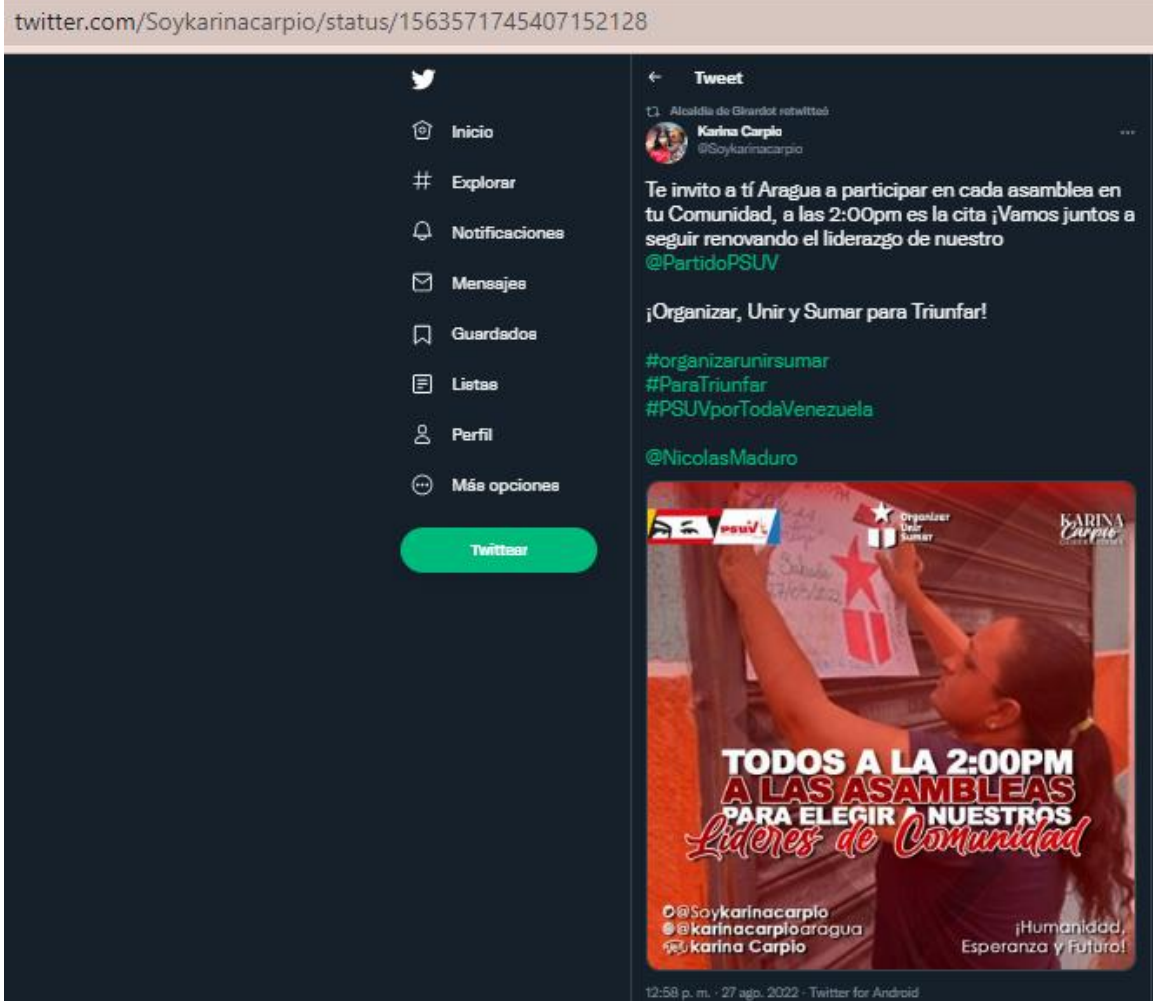 twitter.com/Soykarinacarpio/status/1563571745407152128
Inicio
Explorar
Notificaciones
Mensajes
Guardados
Listas
Perfil
Más opciones
Twittear
Tweet
Alcaldía de Girardot retwitteó
Karina Carpio
@Soykarinacarpio
Te invito a tí Aragua a participar en cada asamblea en
tu Comunidad, a las 2:00pm es la cita ¡Vamos juntos a
seguir renovando el liderazgo de nuestro
@PartidoPSUV
¡Organizar, Unir y Sumar para Triunfar!
#organizarunirsumar
#ParaTriunfar
#PSUVporTodaVenezuela
@NicolasMaduro
PSUV
Organizar
Unir
Sumar
KARINA
Carpio
Sábado
TODOS A LA 2:00PM
A LAS ASAMBLEAS
PARA ELEGIR A NUESTROS
Líderes de Comunidad
@Soykarinacarpio
@karinacarpioaragua
karina Carpio
¡Humanidad,
Esperanza y Futuro!
12:58 p. m. · 27 ago. 2022 · Twitter for Android